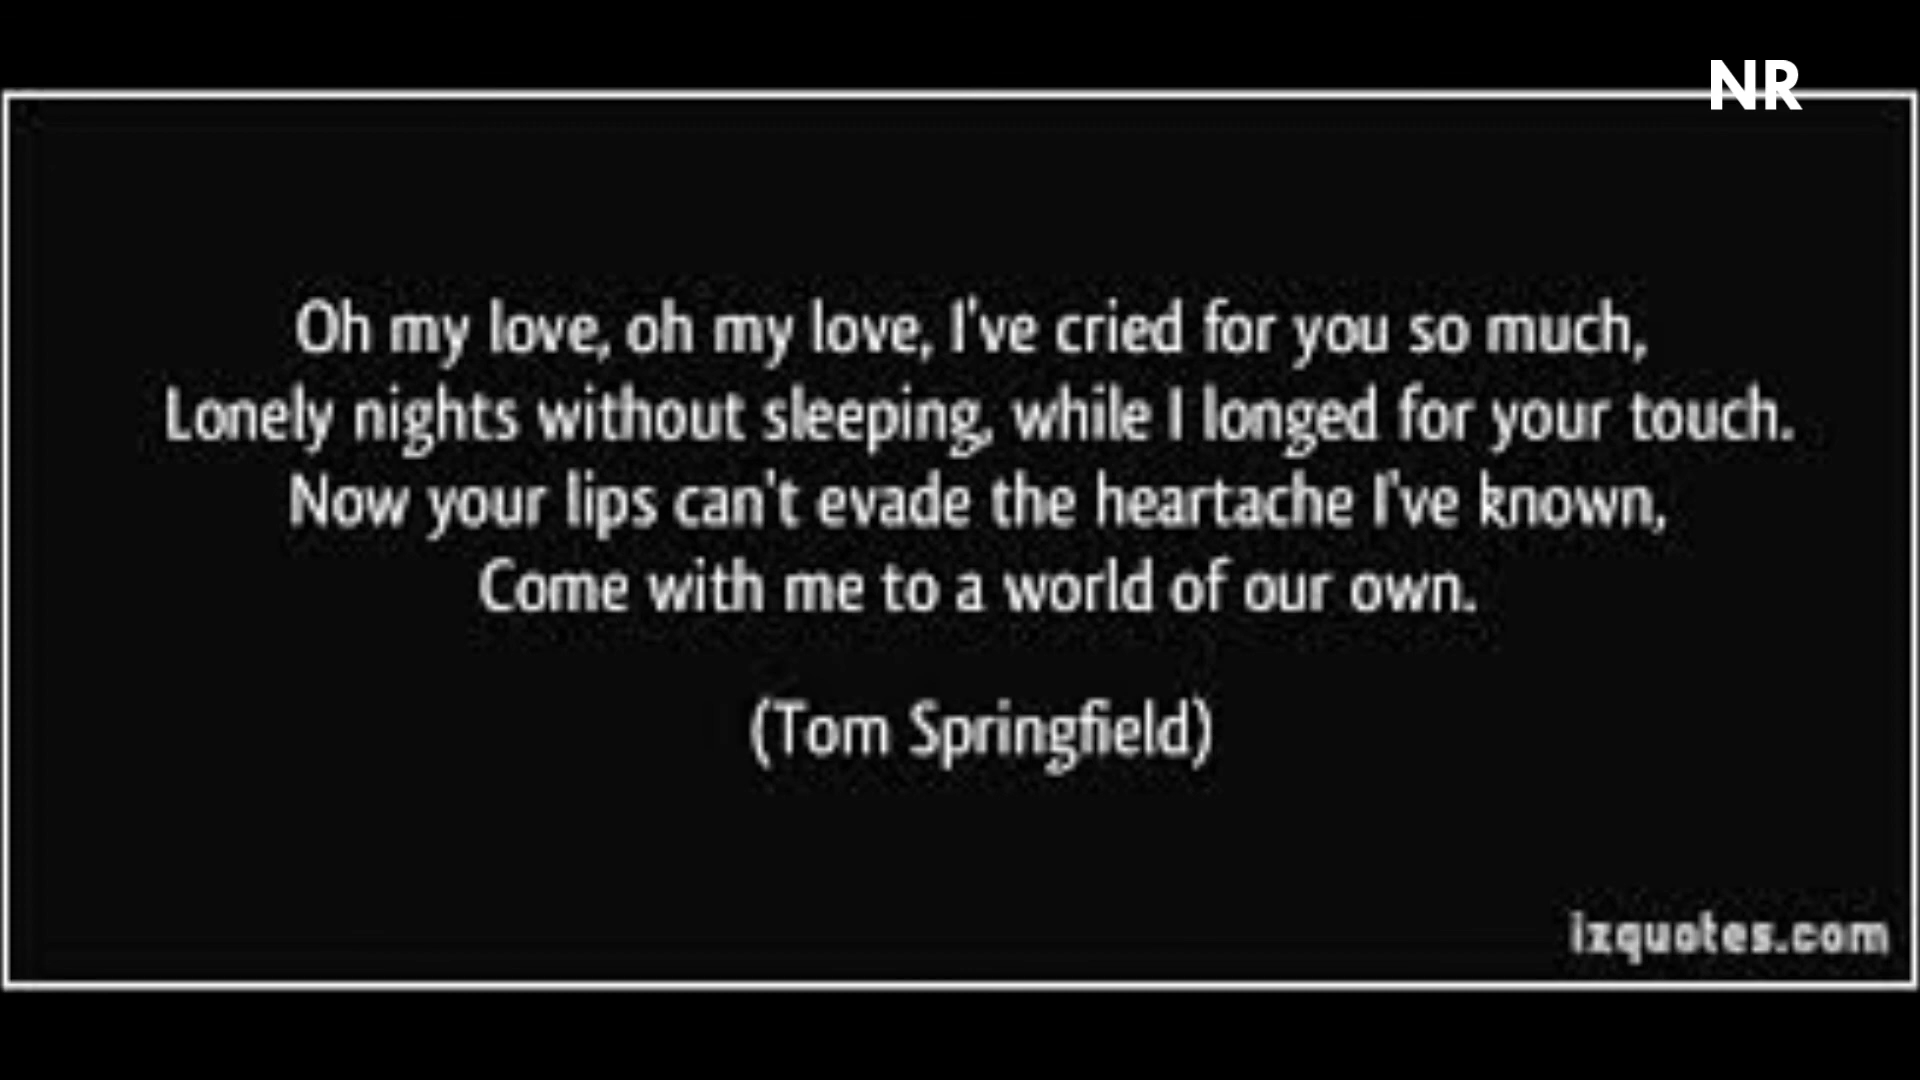 NR
Oh my love, oh my love, I've cried for you so much,
Lonely nights without sleeping, while I longed for your touch.
Now your lips can't evade the heartache I've known,
Come with me to a world of our own.
(Tom Springfield)
izquotes.com